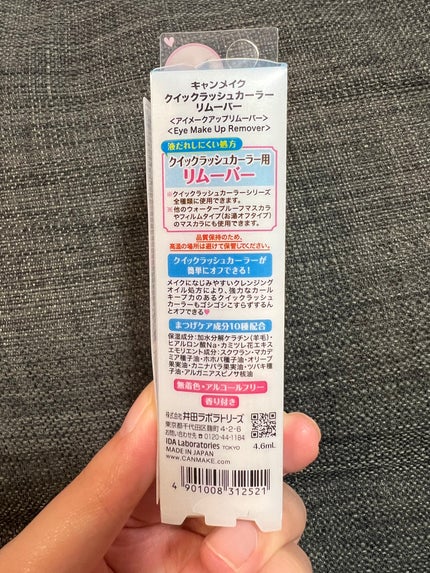 キャンメイク
クイックラッシュカーラー
リムーバー
<アイメークアップリムーバー>
<Eye Make Up Remover>
液だれしにくい処方
クイックラッシュカーラー用
リムーバー
※クイックラッシュカーラーシリーズ
全種類に使用できます。
※他のウォータープルーフマスカラ
やフィルムタイプ(お湯オフタイプ)
のマスカラにも使用できます。
品質保持のため、
高温の場所は避けて保管してください。
クイックラッシュカーラーが
簡単にオフできる!
メイクになじみやすいクレンジング
オイル処方により、強力なカール
キープ力のあるクイックラッシュ
カーラーもゴシゴシこすらずするん
とオフできる♥
まつげケア成分10種配合
保湿成分:加水分解ケラチン(羊毛)・
ヒアルロン酸Na・カミツレ花エキス
エモリエント成分:スクワラン・マカデ
ミア種子油・ホホバ種子油・オリーブ
果実油・カニナバラ果実油・ツバキ種
子油・アルガニアスピノサ核油
無着色・アルコールフリー
香り付き
株式会社 井田ラボラトリーズ
東京都千代田区麹町4-2-6
お問い合わせ先 0120-44-1184
IDA Laboratories TOKYO
MADE IN JAPAN
www.CANMAKE.com
4.6mL
4 901008 312521